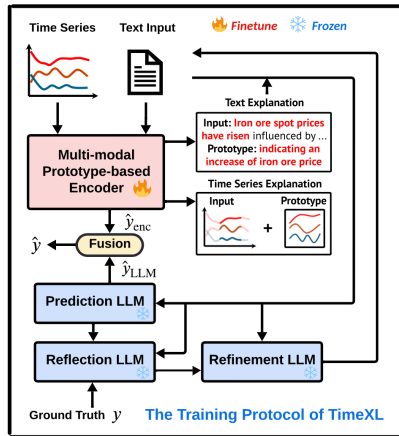 Time Series
Text Input
Finetune
Frozen
Text Explanation
Input: Iron ore spot prices
have risen influenced by ...
Prototype: indicating an
increase of iron ore price
Multi-modal
Prototype-based
Encoder
Time Series Explanation
Input
Prototype
+
ŷ_enc
ŷ
Fusion
ŷ_LLM
Prediction LLM
Reflection LLM
Refinement LLM
Ground Truth y
The Training Protocol of TimeXL